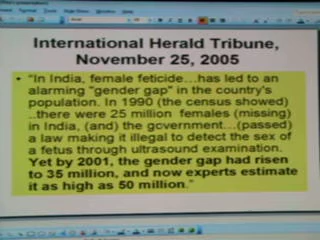 International Herald Tribune,
November 25, 2005
• "In India, female feticide...has led to an
alarming "gender gap" in the country's
population. In 1990 (the census showed)
..there were 25 million females (missing)
in India, (and) the government...(passed)
a law making it illegal to detect the sex of
a fetus through ultrasound examination.
Yet by 2001, the gender gap had risen
to 35 million, and now experts estimate
it as high as 50 million."